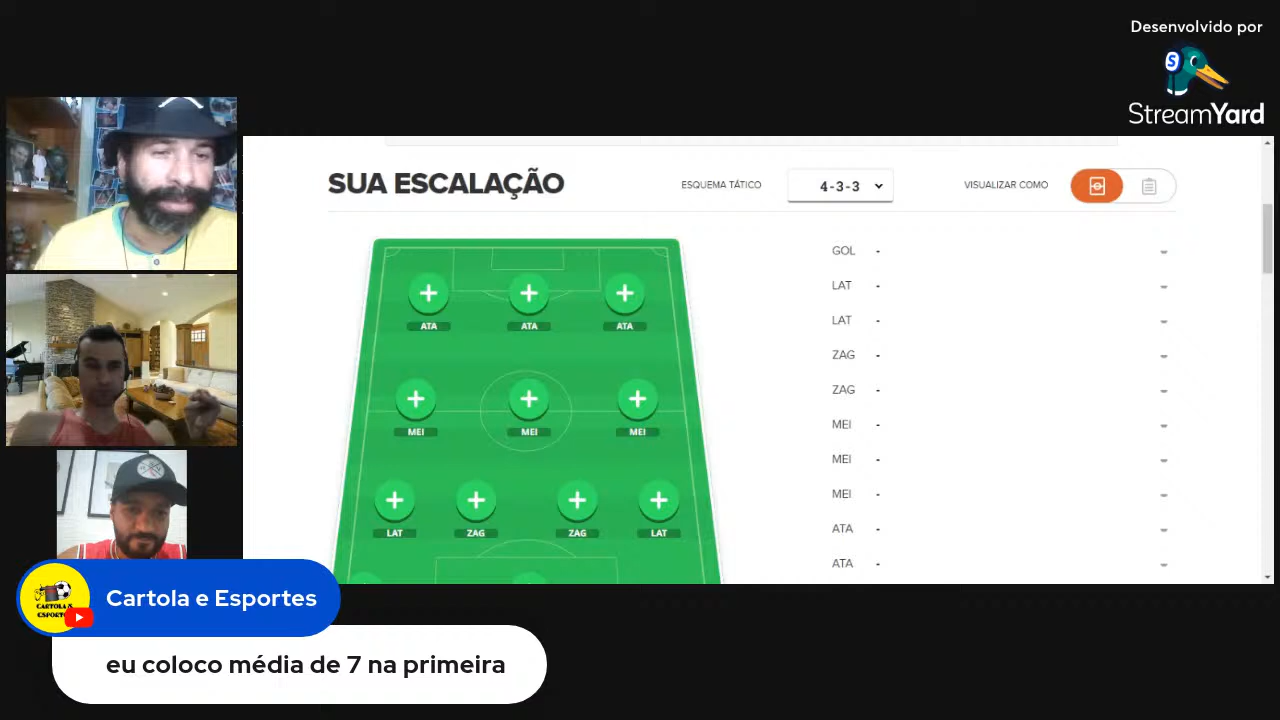 Desenvolvido por
StreamYard
SUA ESCALAÇÃO
ESQUEMA TÁTICO
4-3-3
VISUALIZAR COMO
ATA
ATA
ATA
MEI
MEI
MEI
LAT
ZAG
ZAG
LAT
GOL -
LAT -
LAT -
ZAG -
ZAG -
MEI -
MEI -
MEI -
ATA -
ATA -
CARTOLA E
ESPORTES
Cartola e Esportes
eu coloco média de 7 na primeira